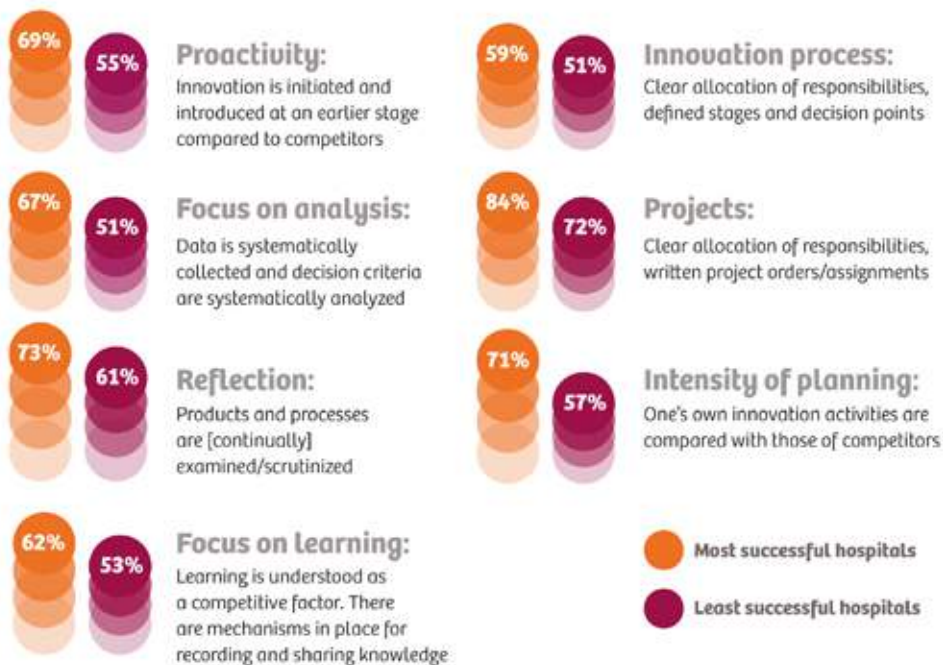 69%
55%
Proactivity:
Innovation is initiated and
introduced at an earlier stage
compared to competitors
67%
51%
Focus on analysis:
Data is systematically
collected and decision criteria
are systematically analyzed
73%
61%
Reflection:
Products and processes
are [continually]
examined/scrutinized
62%
53%
Focus on learning:
Learning is understood as
a competitive factor. There
are mechanisms in place for
recording and sharing knowledge
59%
51%
Innovation process:
Clear allocation of responsibilities,
defined stages and decision points
84%
72%
Projects:
Clear allocation of responsibilities,
written project orders/assignments
71%
57%
Intensity of planning:
One's own innovation activities are
compared with those of competitors
Most successful hospitals
Least successful hospitals